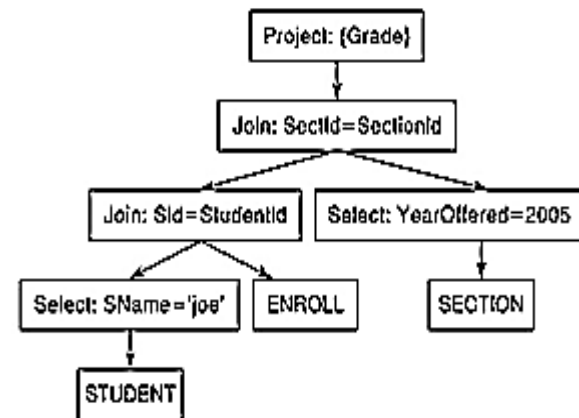 Project: {Grade}
Join: SectId=SectionId
Join: SId=StudentId
Select: YearOffered=2005
Select: SName='joe'
ENROLL
SECTION
STUDENT